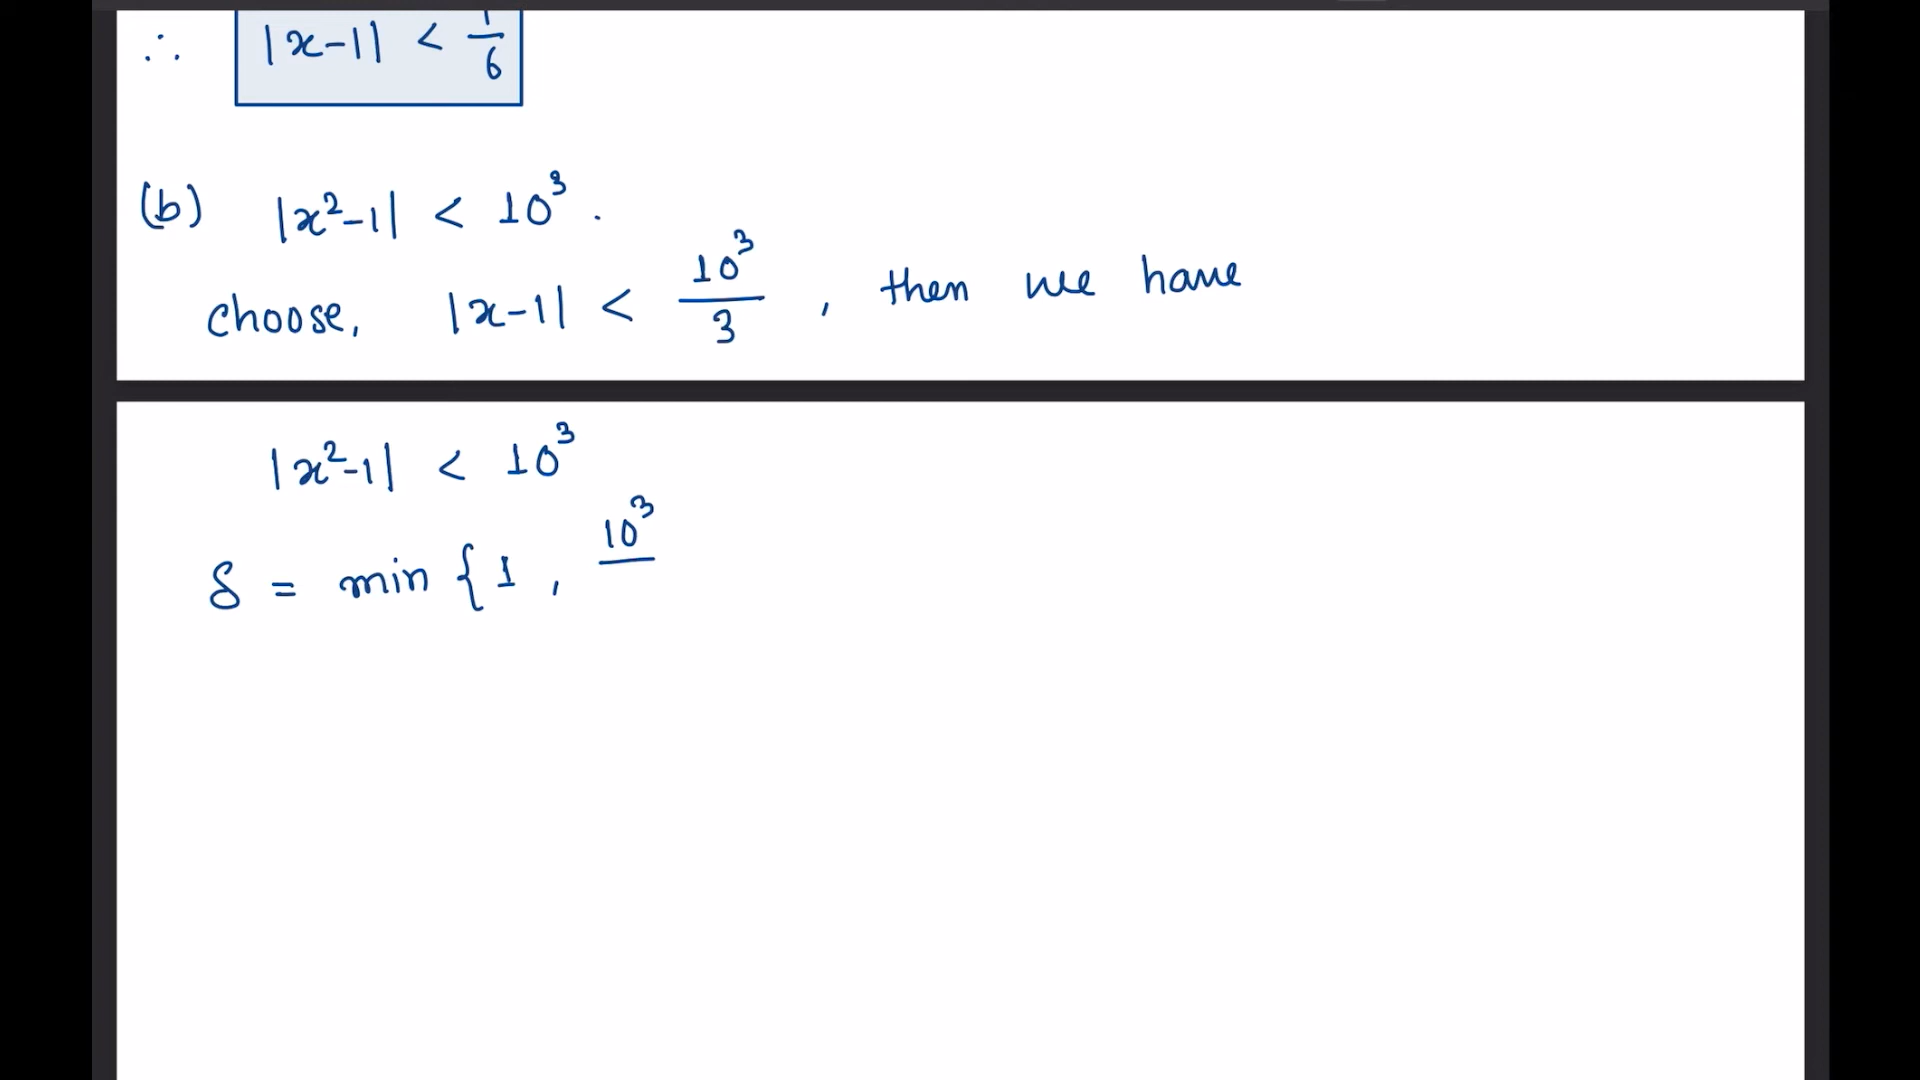 ∴ |x-1| < 1/6
(b) |x²-1| < 10³.
choose, |x-1| < 10³/3, then we have
|x²-1| < 10³
δ = min {1, 10³/